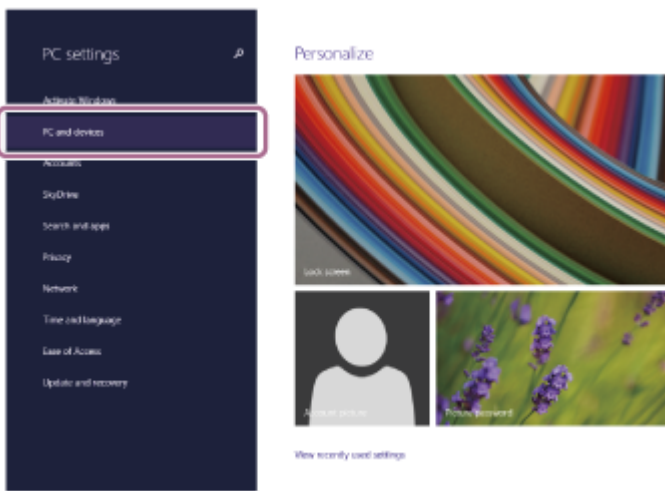 PC settings
Activate Windows
PC and devices
Accounts
SkyDrive
Search and apps
Privacy
Network
Time and language
Ease of Access
Update and recovery
Personalize
Lock screen
Account picture
Picture password
View recently used settings